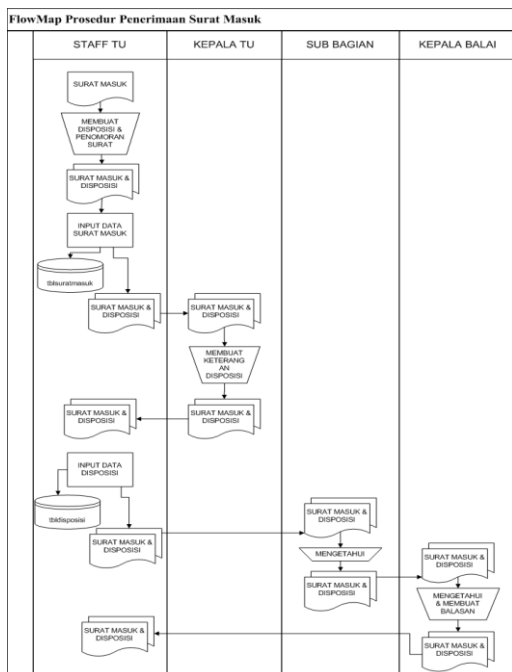 FlowMap Prosedur Penerimaan Surat Masuk
STAFF TU
KEPALA TU
SUB BAGIAN
KEPALA BALAI
SURAT MASUK
MEMBUAT
DISPOSISI &
PENOMORAN
SURAT
SURAT MASUK &
DISPOSISI
INPUT DATA
SURAT MASUK
tblsuratmasuk
SURAT MASUK &
DISPOSISI
SURAT MASUK &
DISPOSISI
MEMBUAT
KETERANG
AN
DISPOSISI
SURAT MASUK &
DISPOSISI
SURAT MASUK &
DISPOSISI
INPUT DATA
DISPOSISI
tbldisposisi
SURAT MASUK &
DISPOSISI
SURAT MASUK &
DISPOSISI
MENGETAHUI
SURAT MASUK &
DISPOSISI
SURAT MASUK &
DISPOSISI
MENGETAHUI
& MEMBUAT
BALASAN
SURAT MASUK &
DISPOSISI
SURAT MASUK &
DISPOSISI